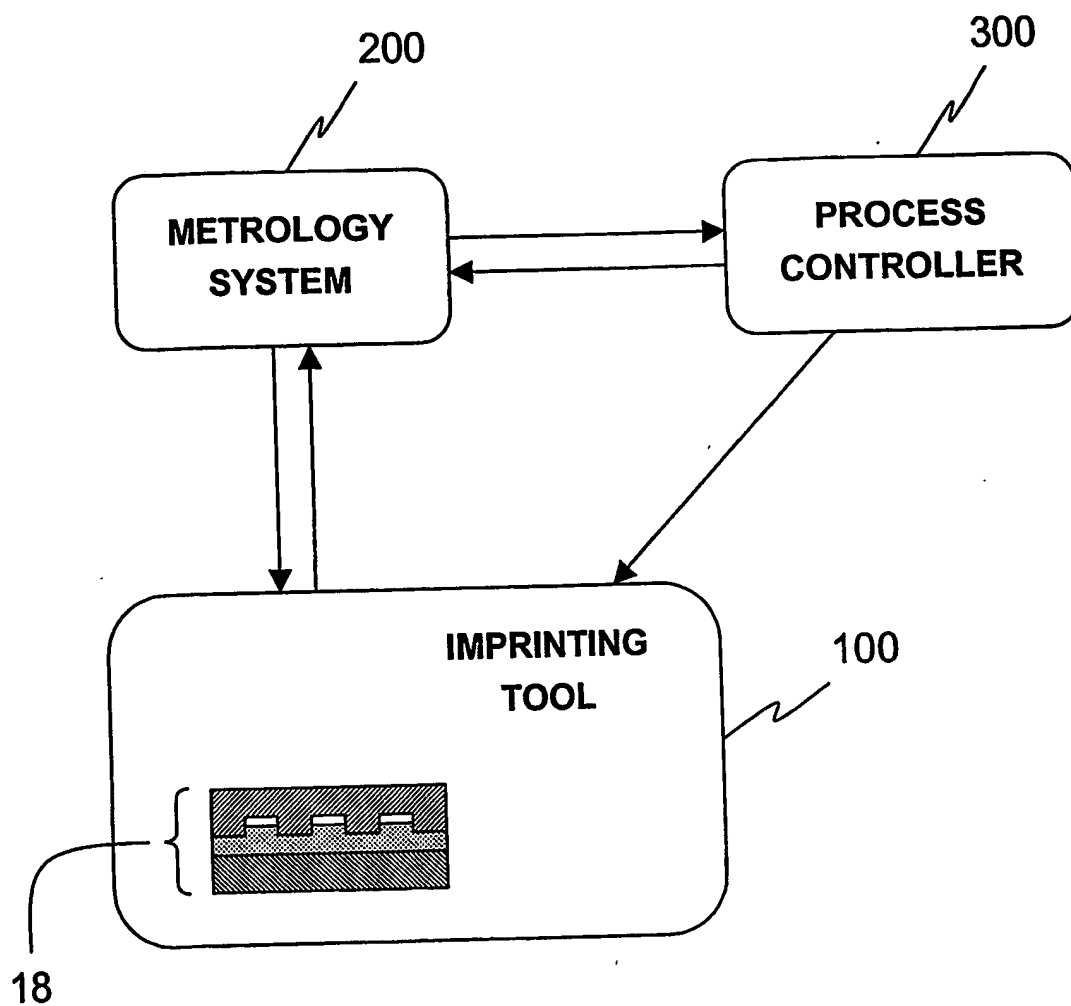 200
300
METROLOGY
SYSTEM
PROCESS
CONTROLLER
IMPRINTING
TOOL
100
18